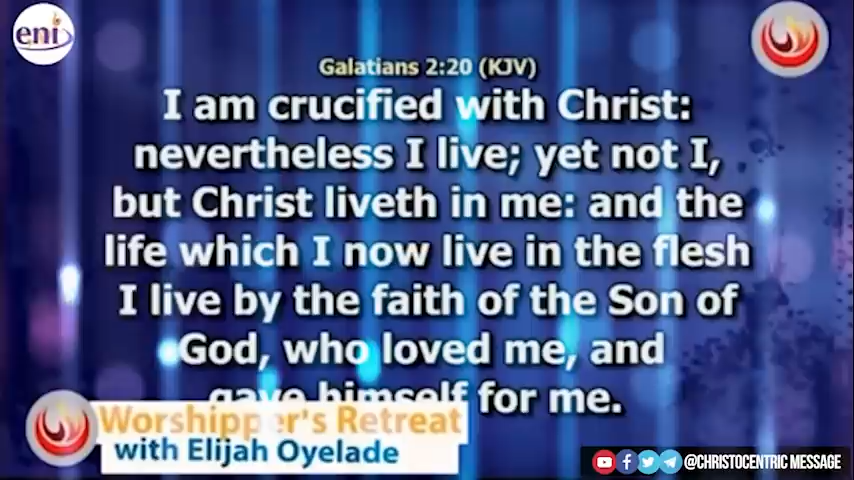 eni
Galatians 2:20 (KJV)
I am crucified with Christ:
nevertheless I live; yet not I,
but Christ liveth in me: and the
life which I now live in the flesh
I live by the faith of the Son of
God, who loved me, and
gave himself for me.
Worshipper's Retreat
with Elijah Oyelade
@CHRISTOCENTRIC MESSAGE